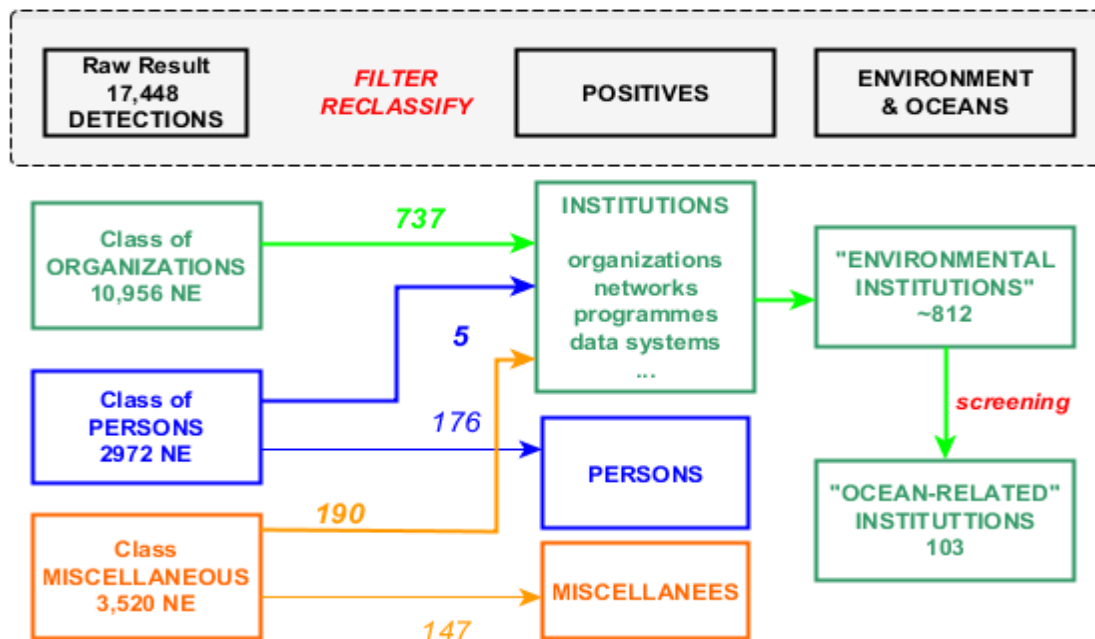 Raw Result
17,448
DETECTIONS
FILTER
RECLASSIFY
POSITIVES
ENVIRONMENT
& OCEANS
Class of
ORGANIZATIONS
10,956 NE
737
INSTITUTIONS
organizations
networks
programmes
data systems
...
"ENVIRONMENTAL
INSTITUTIONS"
~812
5
Class of
PERSONS
2972 NE
176
PERSONS
screening
"OCEAN-RELATED"
INSTITUTTIONS
103
190
Class
MISCELLANEOUS
3,520 NE
147
MISCELLANEES